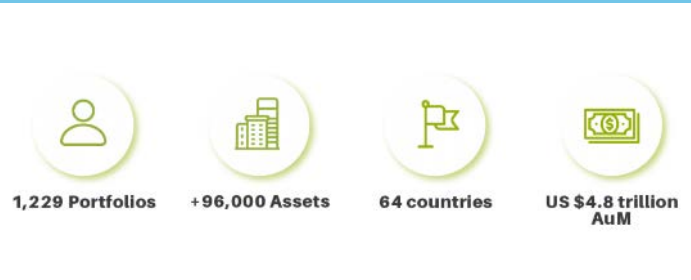 1,229 Portfolios
+96,000 Assets
64 countries
US $4.8 trillion
AuM